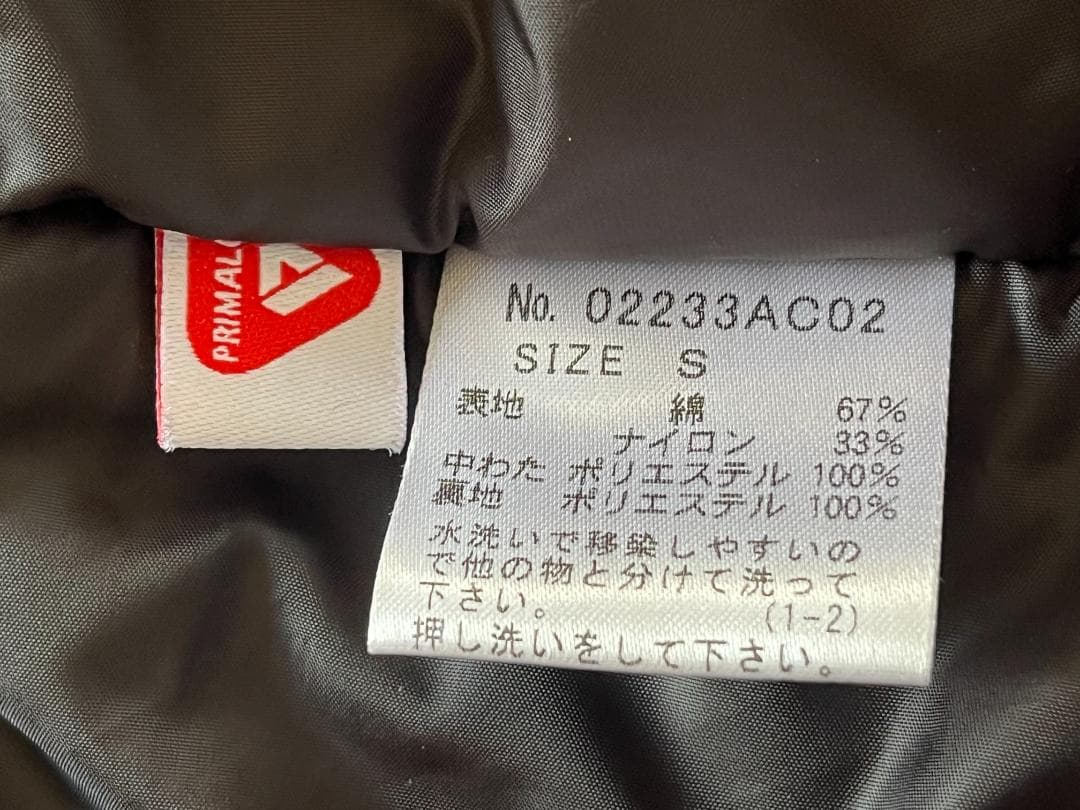 PRIMALO
No. 02233AC02
SIZE S
表地 綿 67%
ナイロン 33%
中わた ポリエステル 100%
裏地 ポリエステル 100%
水洗いで移染しやすいの
で他の物と分けて洗って
下さい。 (1-2)
押し洗いをして下さい。